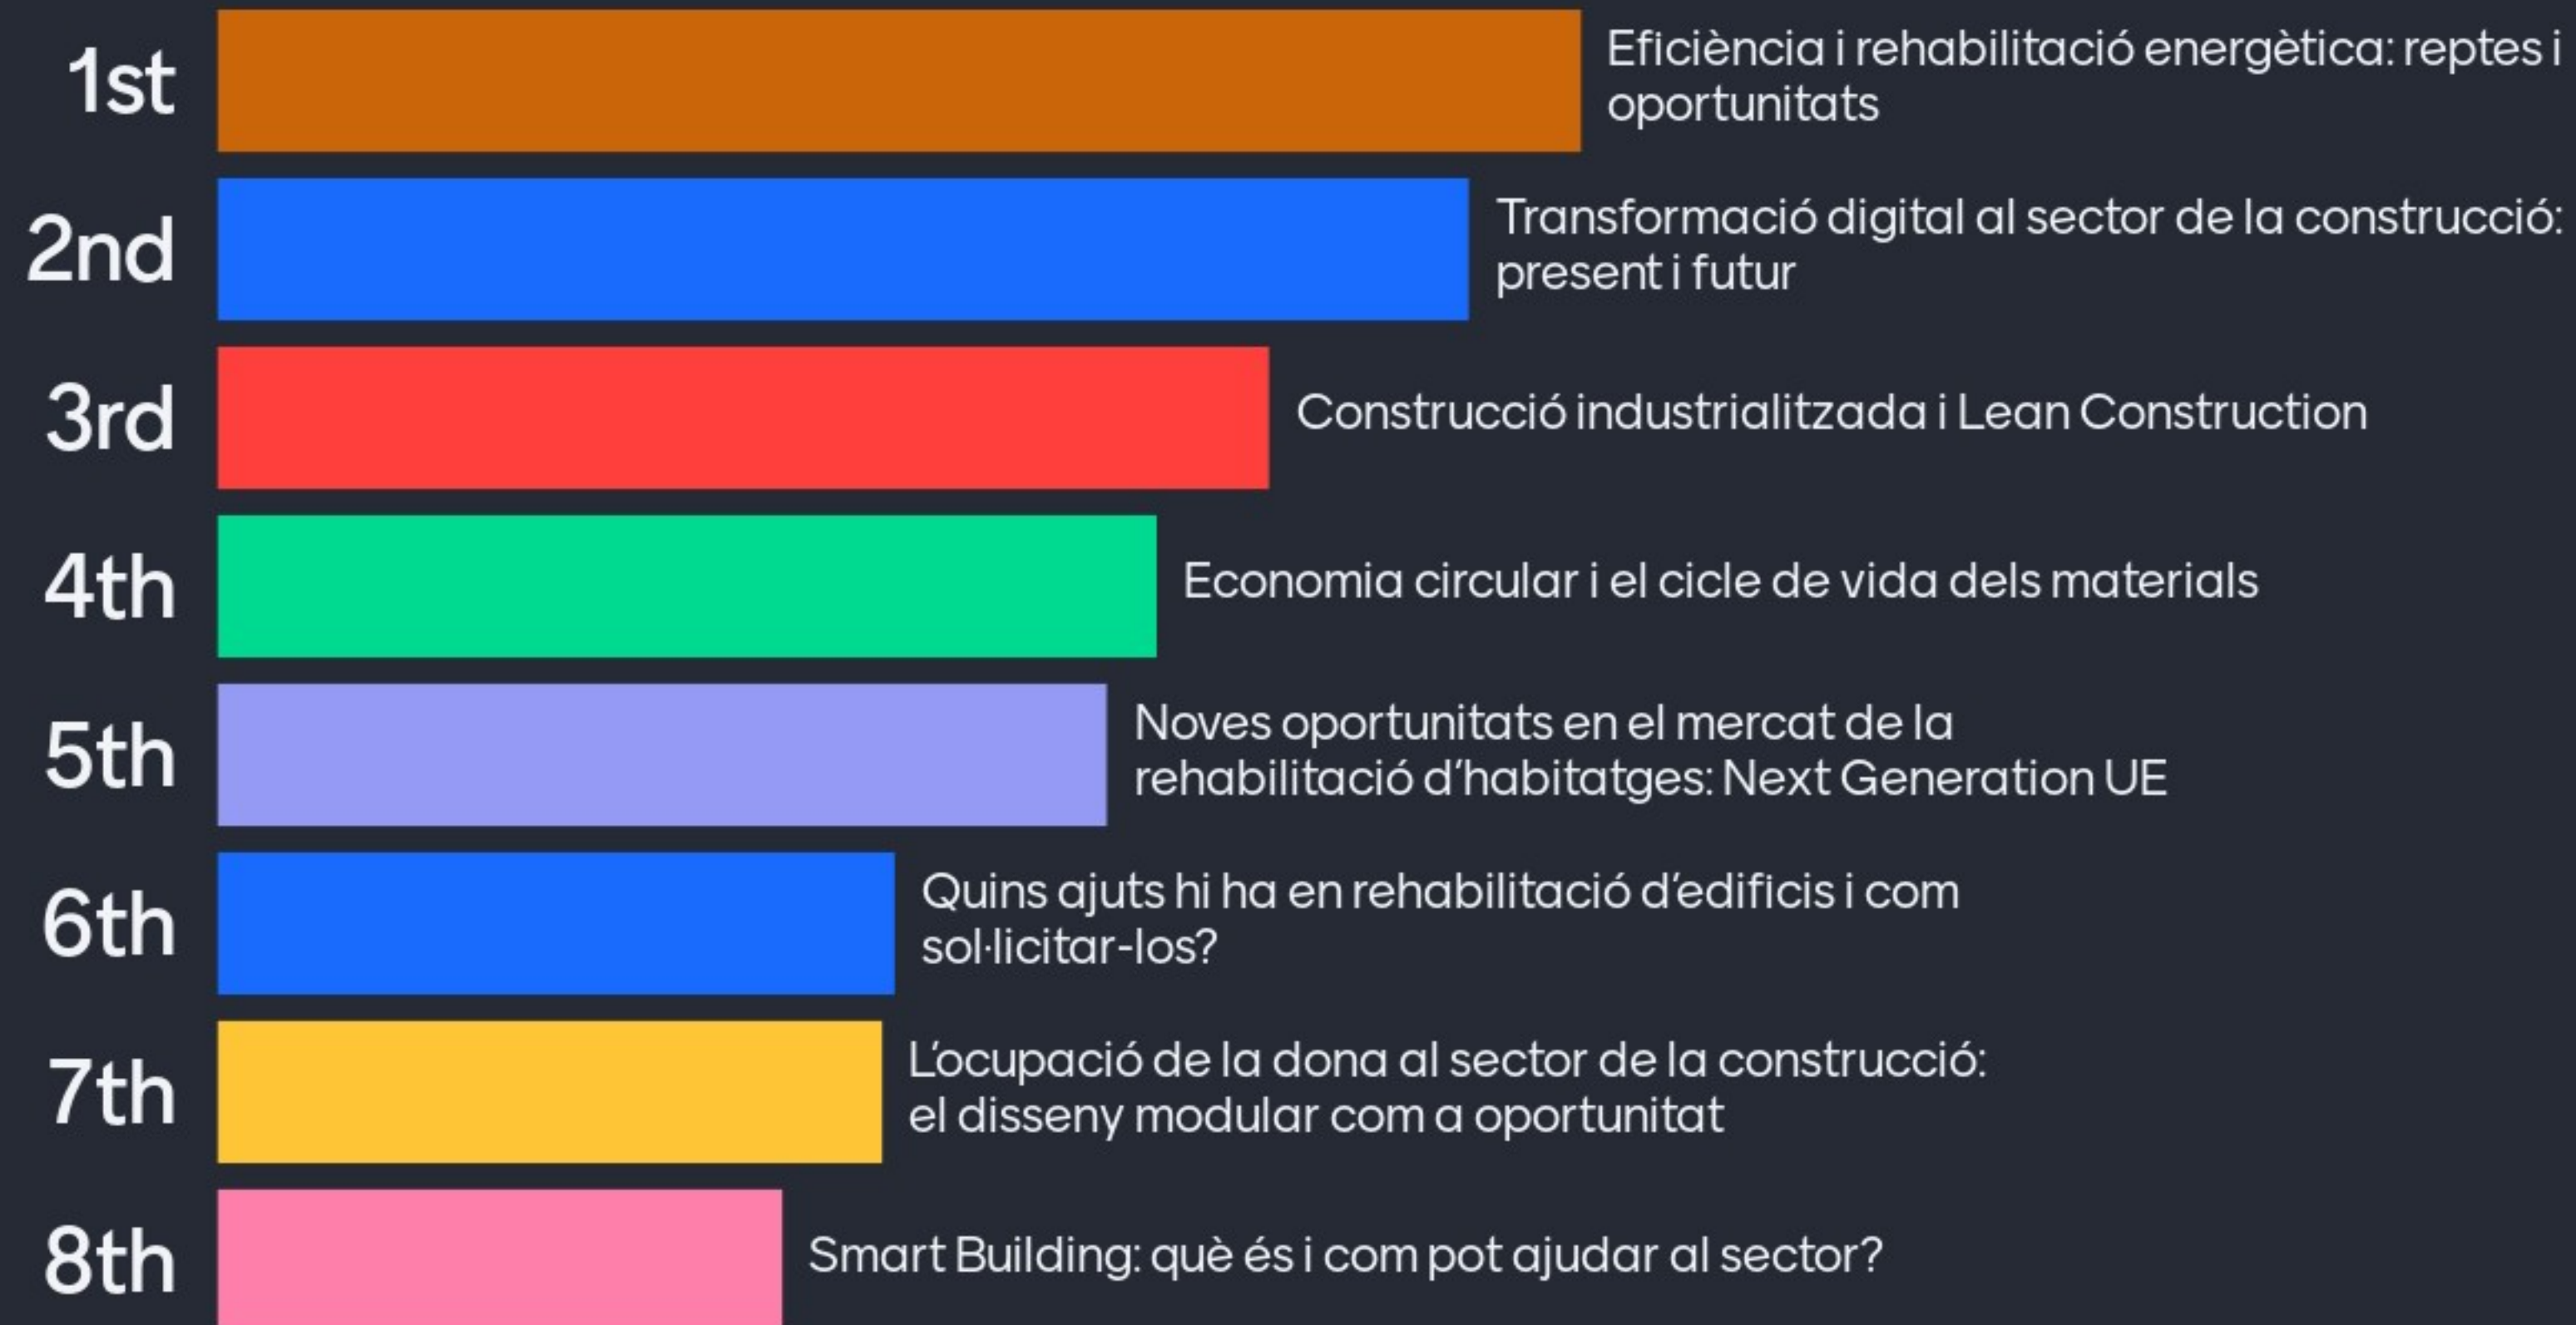 1st
Eficiència i rehabilitació energètica: reptes i
oportunitats
2nd
Transformació digital al sector de la construcció:
present i futur
3rd
Construcció industrialitzada i Lean Construction
4th
Economia circular i el cicle de vida dels materials
5th
Noves oportunitats en el mercat de la
rehabilitació d’habitatges: Next Generation UE
6th
Quins ajuts hi ha en rehabilitació d’edificis i com
sol·licitar-los?
7th
L’ocupació de la dona al sector de la construcció:
el disseny modular com a oportunitat
8th
Smart Building: què és i com pot ajudar al sector?